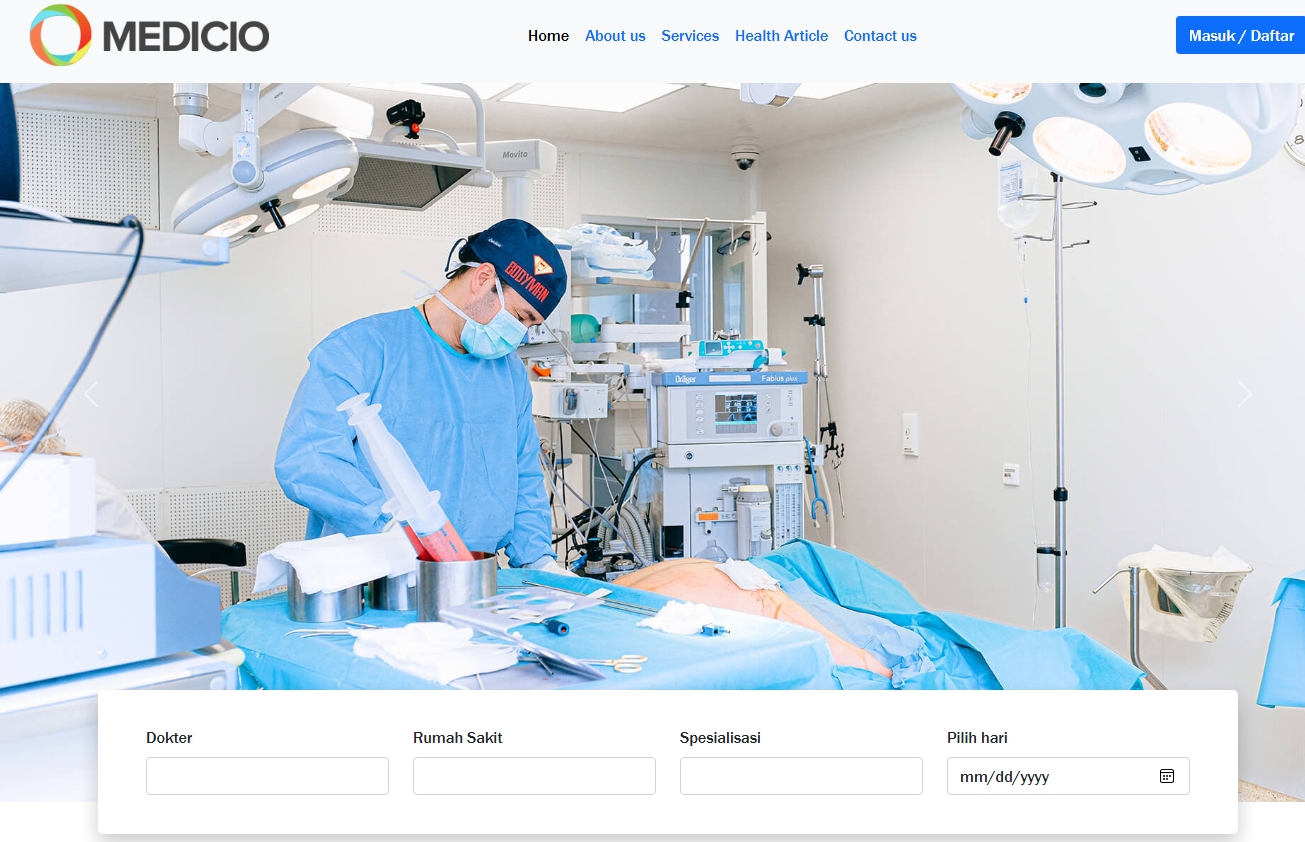 MEDICIO
Home About us Services Health Article Contact us
Masuk / Daftar
Movita
BODYMAN
Dräger Fabius plus
Dokter Rumah Sakit Spesialisasi Pilih hari
mm/dd/yyyy